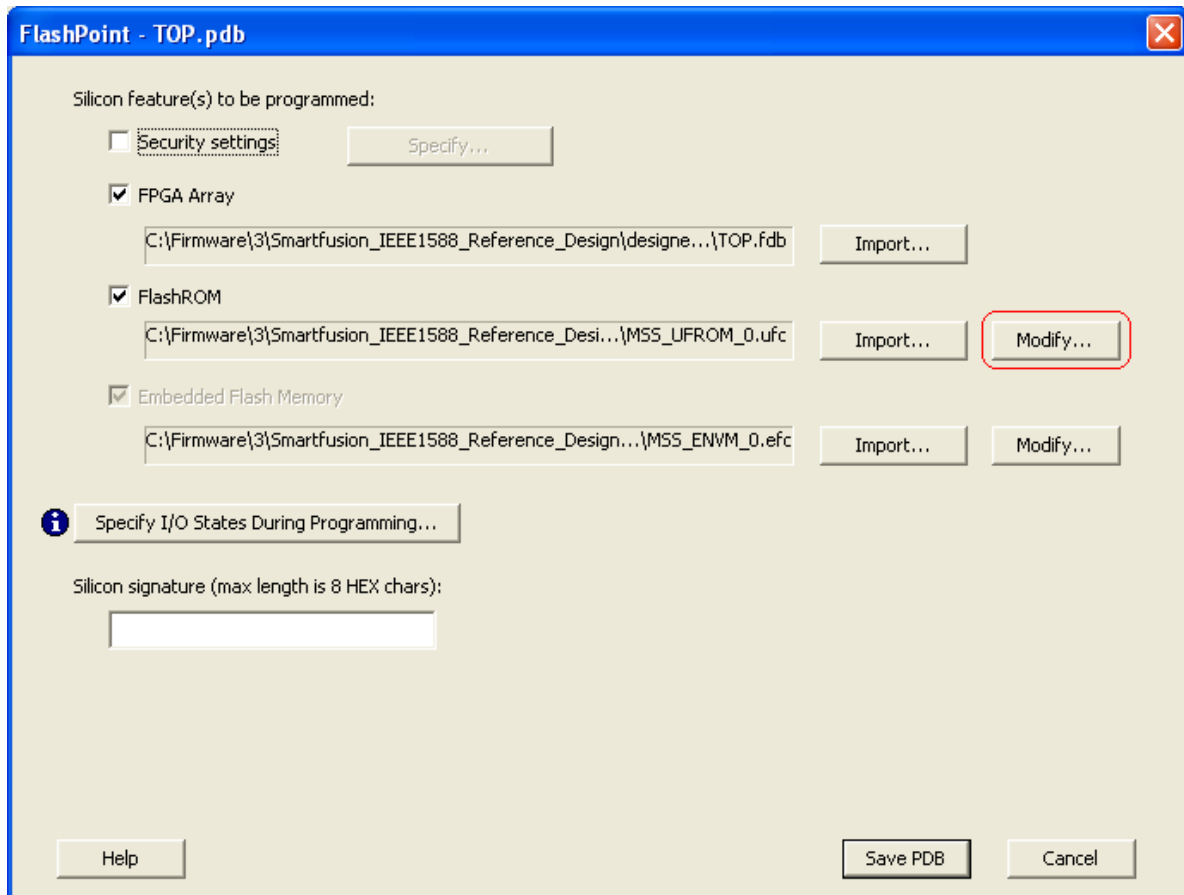 FlashPoint - TOP.pdb
Silicon feature(s) to be programmed:
Security settings
Specify...
FPGA Array
C:\Firmware\3\Smartfusion_IEEE1588_Reference_Design\designe...\TOP.fdb
Import...
FlashROM
C:\Firmware\3\Smartfusion_IEEE1588_Reference_Desi...\MSS_UFROM_0.ufc
Import...
Modify...
Embedded Flash Memory
C:\Firmware\3\Smartfusion_IEEE1588_Reference_Design...\MSS_ENVM_0.efc
Import...
Modify...
Specify I/O States During Programming...
Silicon signature (max length is 8 HEX chars):
Help
Save PDB
Cancel